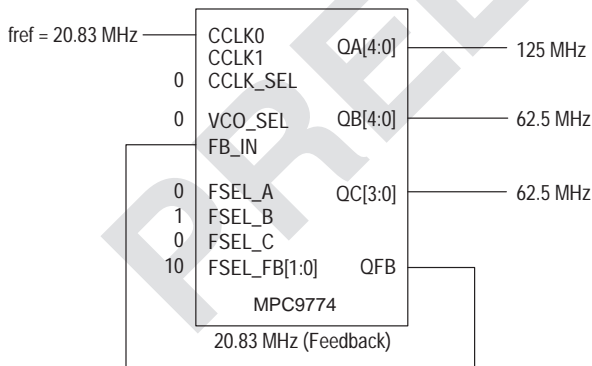 fref = 20.83 MHz CCLK0 QA[4:0] 125 MHz
CCLK1
0 CCLK_SEL
0 VCO_SEL QB[4:0] 62.5 MHz
FB_IN
0 FSEL_A QC[3:0] 62.5 MHz
1 FSEL_B
0 FSEL_C
10 FSEL_FB[1:0] QFB
MPC9774
20.83 MHz (Feedback)
PREL